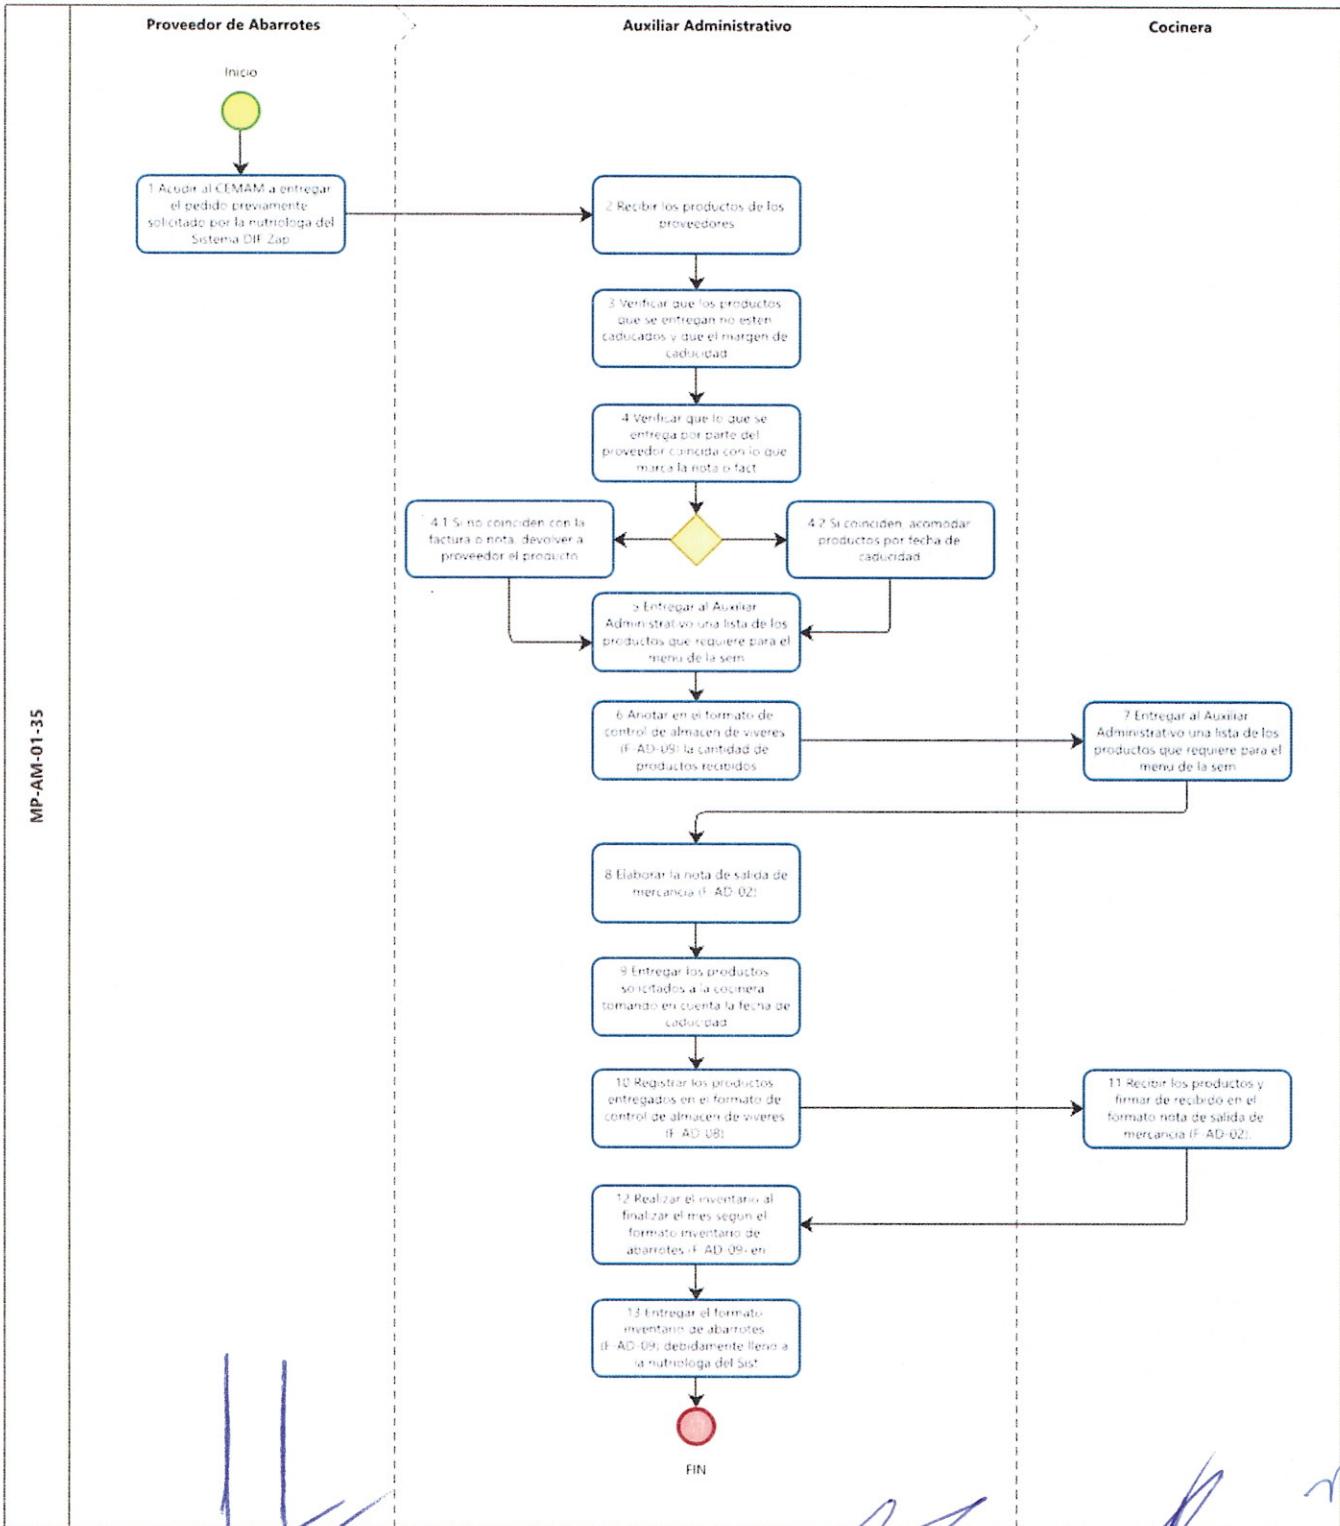 Proveedor de Abarrotes
Auxiliar Administrativo
Cocinera
MP-AM-01-35
Inicio
1 Acudir al CEMAM a entregar
el pedido previamente
solicitado por la nutriologa del
Sistema DIF Zap
2 Recibir los productos de los
proveedores
3 Verificar que los productos
que se entregan no esten
caducados y que el margen de
caducidad
4 Verificar que lo que se
entrega por parte del
proveedor coincida con lo que
marca la nota o fact
4.1 Si no coinciden con la
factura o nota, devolver a
proveedor el producto
4.2 Si coinciden, acomodar
productos por fecha de
caducidad
5 Entregar al Auxiliar
Administrativo una lista de los
productos que requiere para el
menu de la sem
6 Anotar en el formato de
control de almacen de viveres
(F-AD-09) la cantidad de
productos recibidos
7 Entregar al Auxiliar
Administrativo una lista de los
productos que requiere para el
menu de la sem
8 Elaborar la nota de salida de
mercancia (F-AD-02)
9 Entregar los productos
solicitados a la cocinera
tomando en cuenta la fecha de
caducidad
10 Registrar los productos
entregados en el formato de
control de almacen de viveres
(F-AD-08)
11 Recibir los productos y
firmar de recibido en el
formato nota de salida de
mercancia (F-AD-02).
12 Realizar el inventario al
finalizar el mes segun el
formato inventario de
abarrotes (F-AD-09) en
13 Entregar el formato
inventario de abarrotes
(F-AD-09) debidamente lleno a
la nutriologa del Sist
FIN